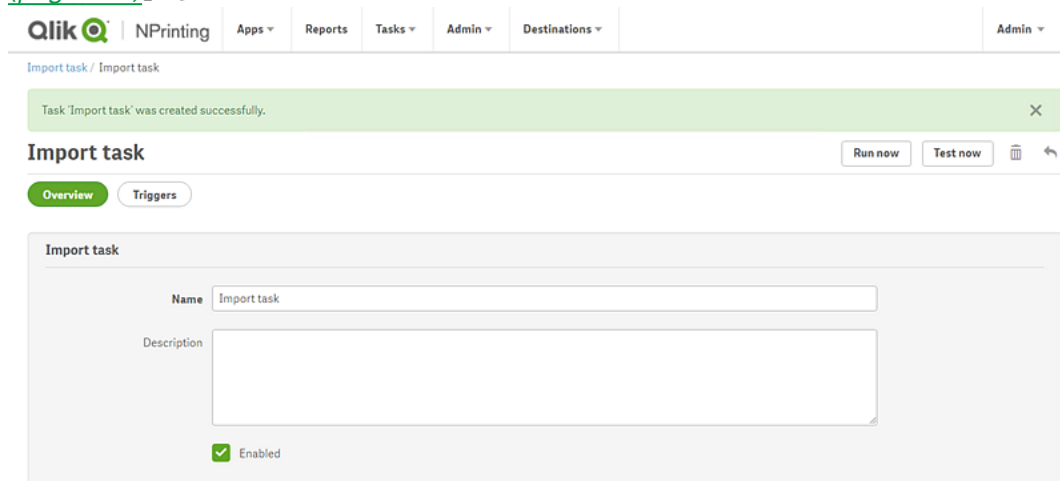 Qlik Q NPrinting Apps Reports Tasks Admin Destinations Admin
Import task / Import task
Task 'Import task' was created successfully.
Import task Run now Test now
Overview Triggers
Import task
Name Import task
Description
Enabled